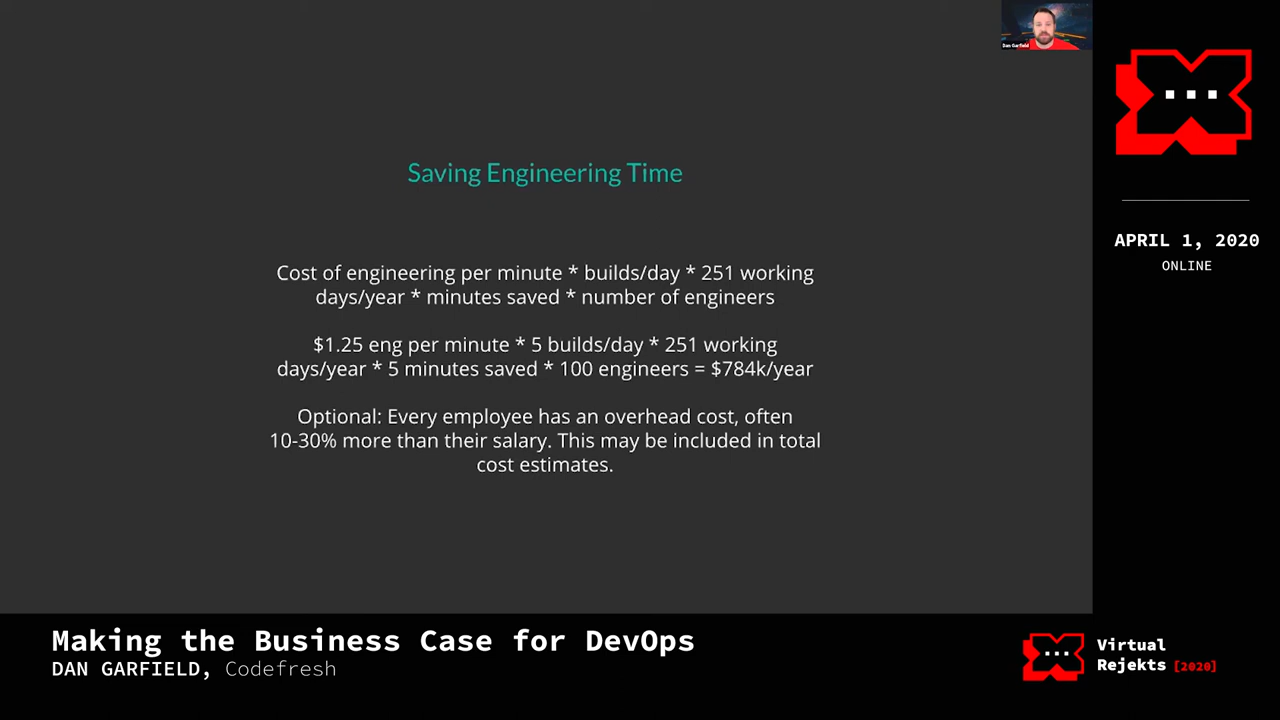 Dan Garfield
Saving Engineering Time
Cost of engineering per minute * builds/day * 251 working
days/year * minutes saved * number of engineers
$1.25 eng per minute * 5 builds/day * 251 working
days/year * 5 minutes saved * 100 engineers = $784k/year
Optional: Every employee has an overhead cost, often
10-30% more than their salary. This may be included in total
cost estimates.
APRIL 1, 2020
ONLINE
Making the Business Case for DevOps
DAN GARFIELD, Codefresh
Virtual
Rejekts [2020]